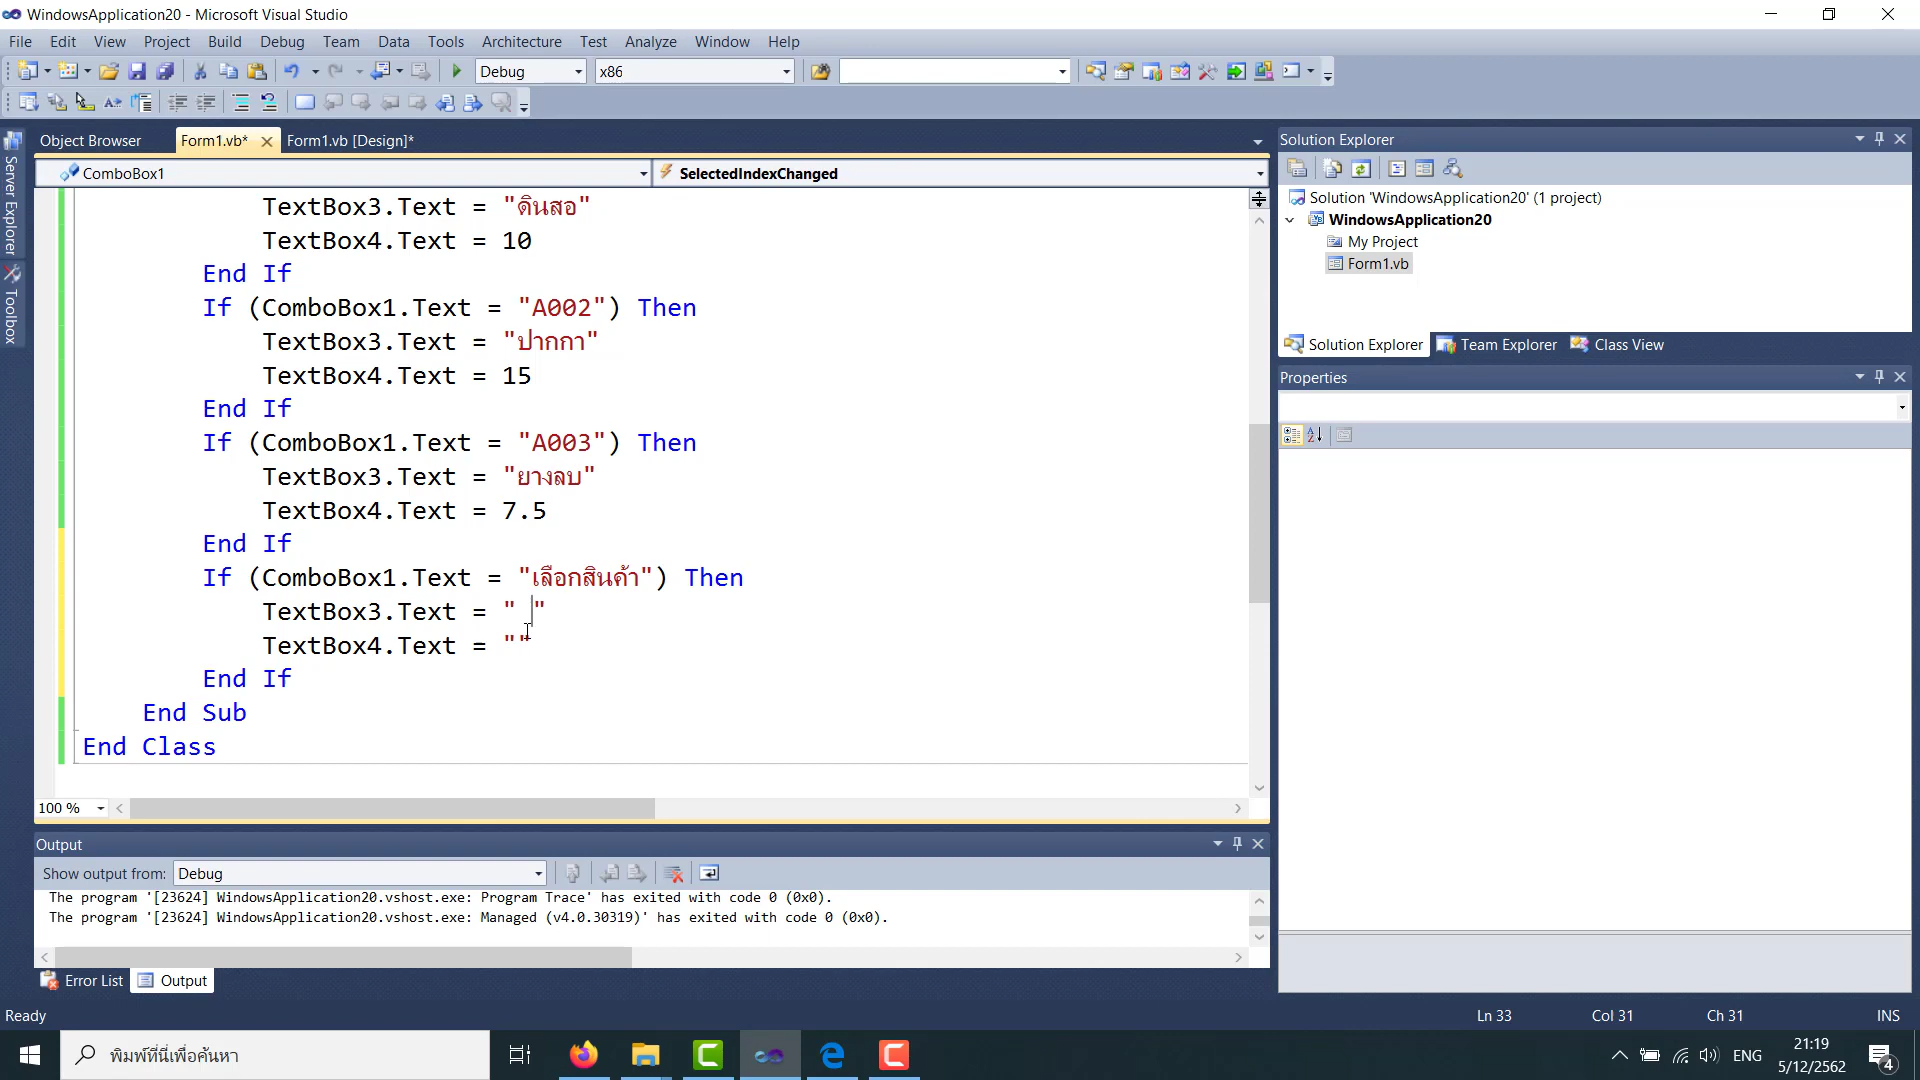 WindowsApplication20 - Microsoft Visual Studio
File Edit View Project Build Debug Team Data Tools Architecture Test Analyze Window Help
Debug x86
Object Browser Form1.vb* Form1.vb [Design]*
ComboBox1 SelectedIndexChanged
TextBox3.Text = "ดินสอ"
TextBox4.Text = 10
End If
If (ComboBox1.Text = "A002") Then
TextBox3.Text = "ปากกา"
TextBox4.Text = 15
End If
If (ComboBox1.Text = "A003") Then
TextBox3.Text = "ยางลบ"
TextBox4.Text = 7.5
End If
If (ComboBox1.Text = "เลือกสินค้า") Then
TextBox3.Text = " "
TextBox4.Text = ""
End If
End Sub
End Class
100 %
Server Explorer
Toolbox
Solution Explorer
Solution 'WindowsApplication20' (1 project)
WindowsApplication20
My Project
Form1.vb
Solution Explorer Team Explorer Class View
Properties
Output
Show output from: Debug
The program '[23624] WindowsApplication20.vshost.exe: Program Trace' has exited with code 0 (0x0).
The program '[23624] WindowsApplication20.vshost.exe: Managed (v4.0.30319)' has exited with code 0 (0x0).
Error List Output
Ready Ln 33 Col 31 Ch 31 INS
พิมพ์ที่นี่เพื่อค้นหา
ENG
21:19
5/12/2562
4